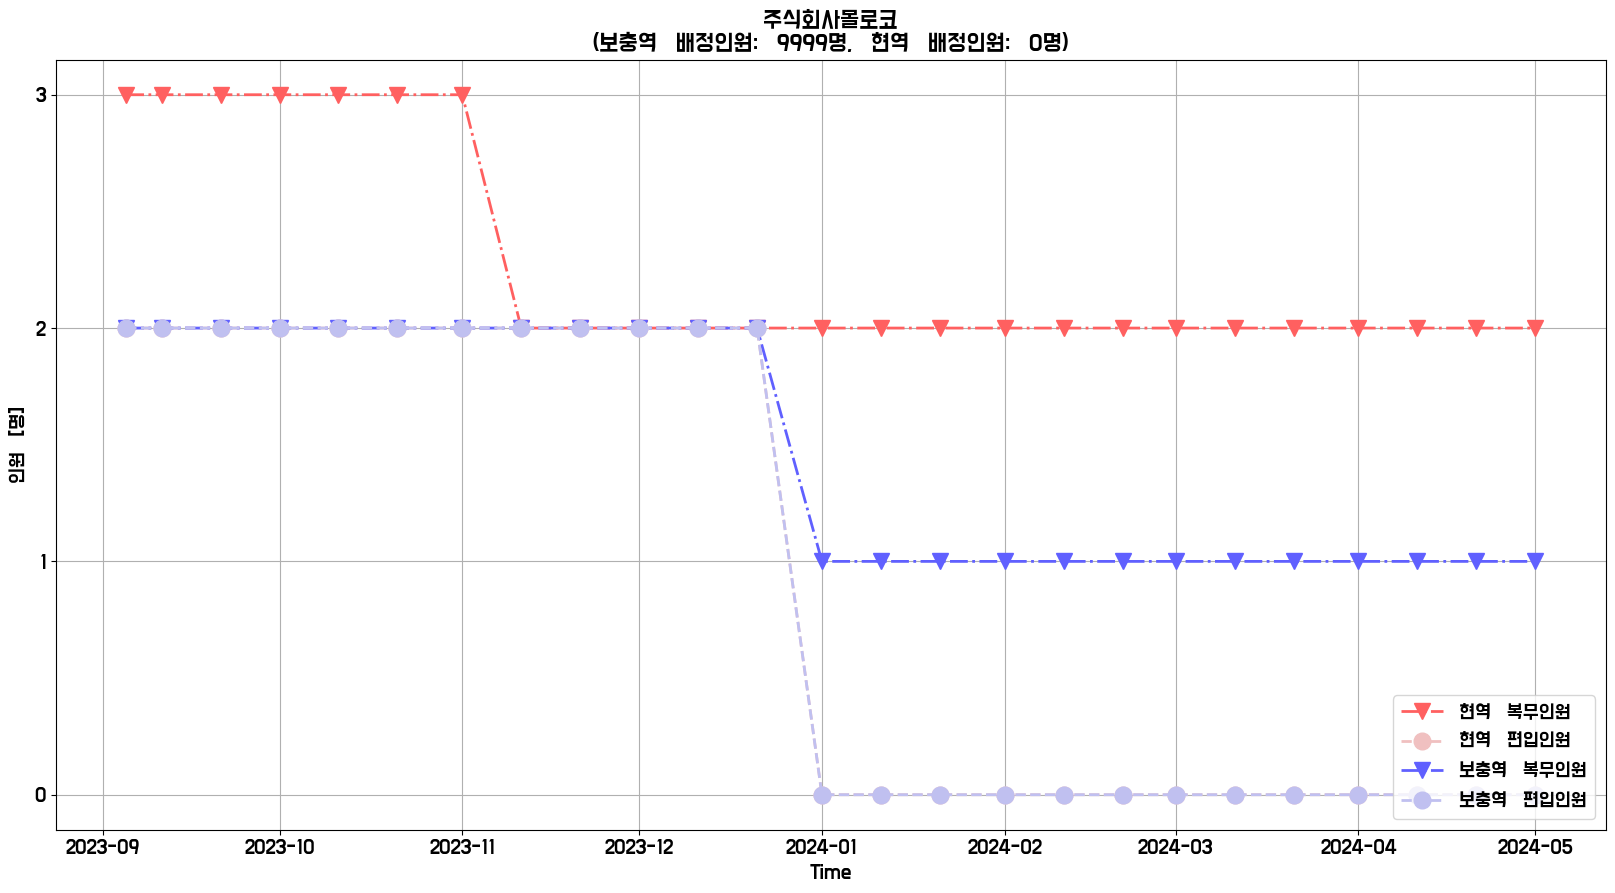 주식회사몰로코
(보충역 배정인원: 9999명, 현역 배정인원: 0명)
3
2
1
0
인원 [명]
2023-09 2023-10 2023-11 2023-12 2024-01 2024-02 2024-03 2024-04 2024-05
Time
현역 복무인원
현역 편입인원
보충역 복무인원
보충역 편입인원